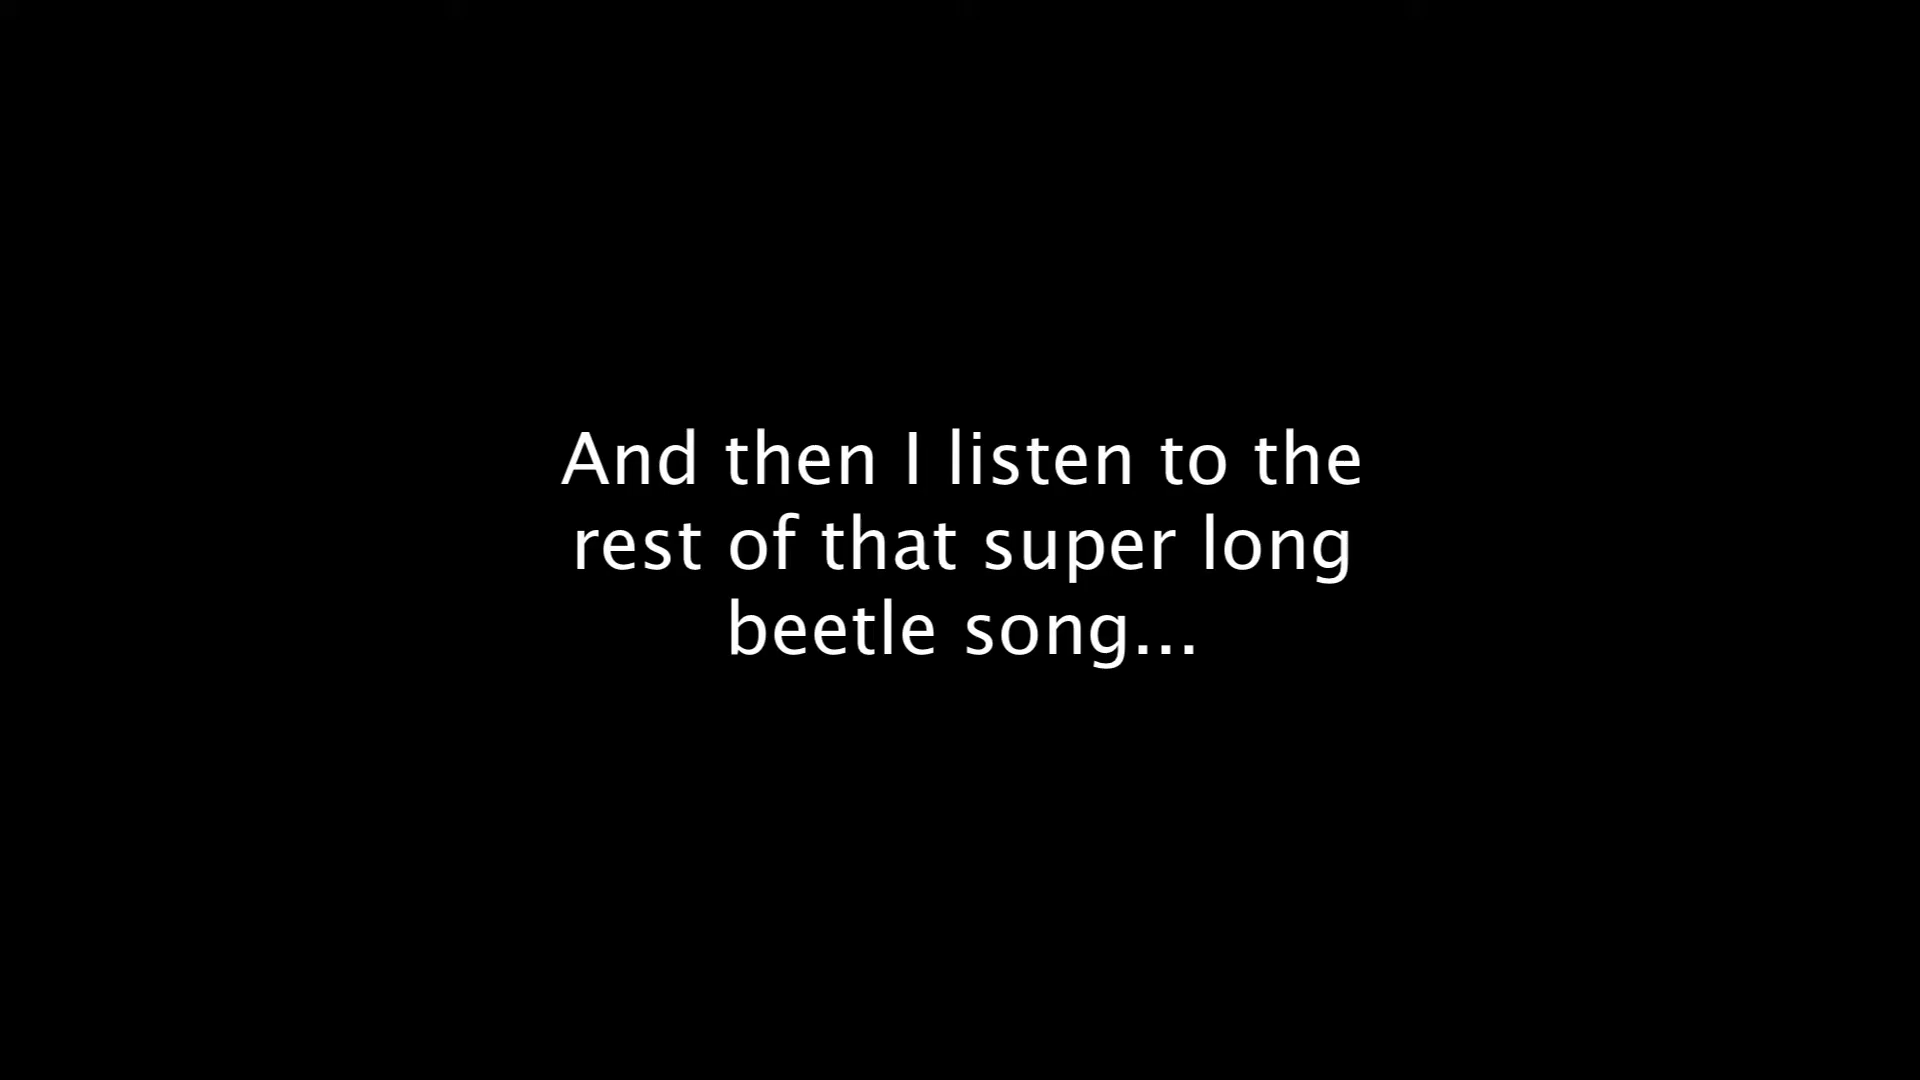 And then I listen to the
rest of that super long
beetle song...